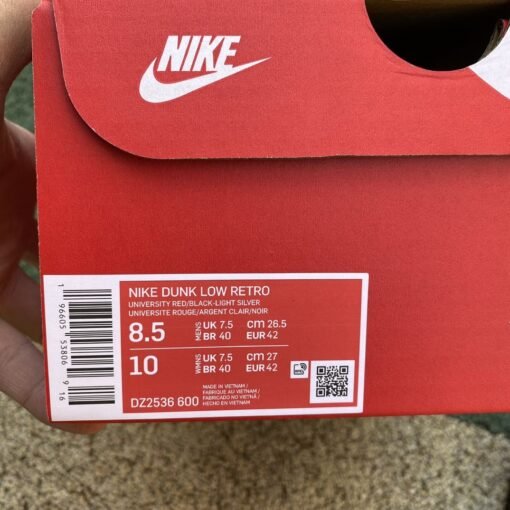 NIKE
NIKE DUNK LOW RETRO
UNIVERSITY RED/BLACK-LIGHT SILVER
UNIVERSITE ROUGE/ARGENT CLAIR/NOIR
8.5 MENS UK 7.5 CM 26.5
BR 40 EUR 42
10 WMNS UK 7.5 CM 27
BR 40 EUR 42
MADE IN VIETNAM/
FABRIQUE AU VIETNAM/
FABRICADO NO VIETNÃ/
HECHO EN VIETNAM
DZ2536 600
1 96605 53806 9 16